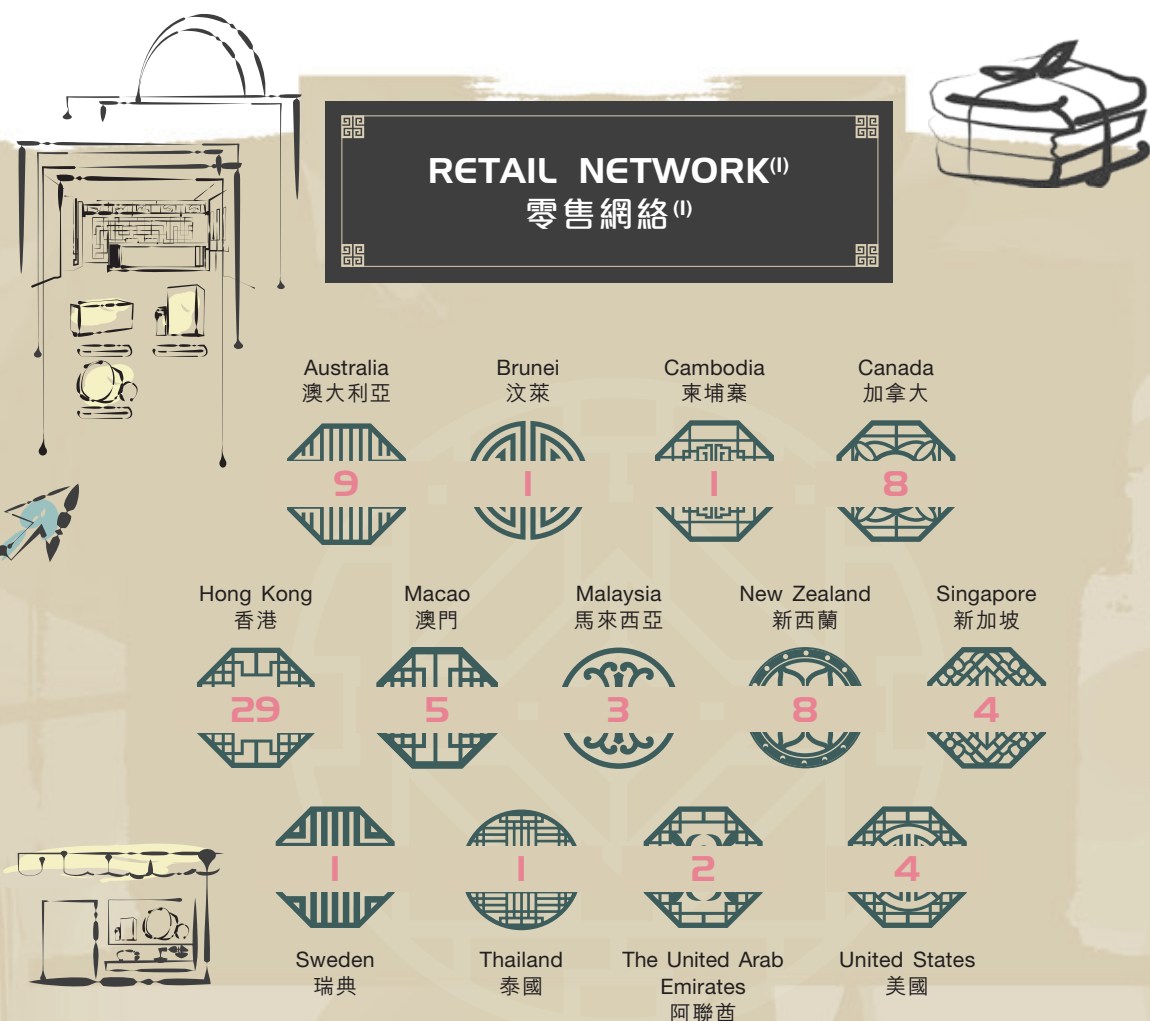 RETAIL NETWORK(1)
零售網絡(1)
Australia
澳大利亞
9
Brunei
汶萊
1
Cambodia
柬埔寨
1
Canada
加拿大
8
Hong Kong
香港
29
Macao
澳門
5
Malaysia
馬來西亞
3
New Zealand
新西蘭
8
Singapore
新加坡
4
1
Sweden
瑞典
1
Thailand
泰國
2
The United Arab
Emirates
阿聯酋
4
United States
美國